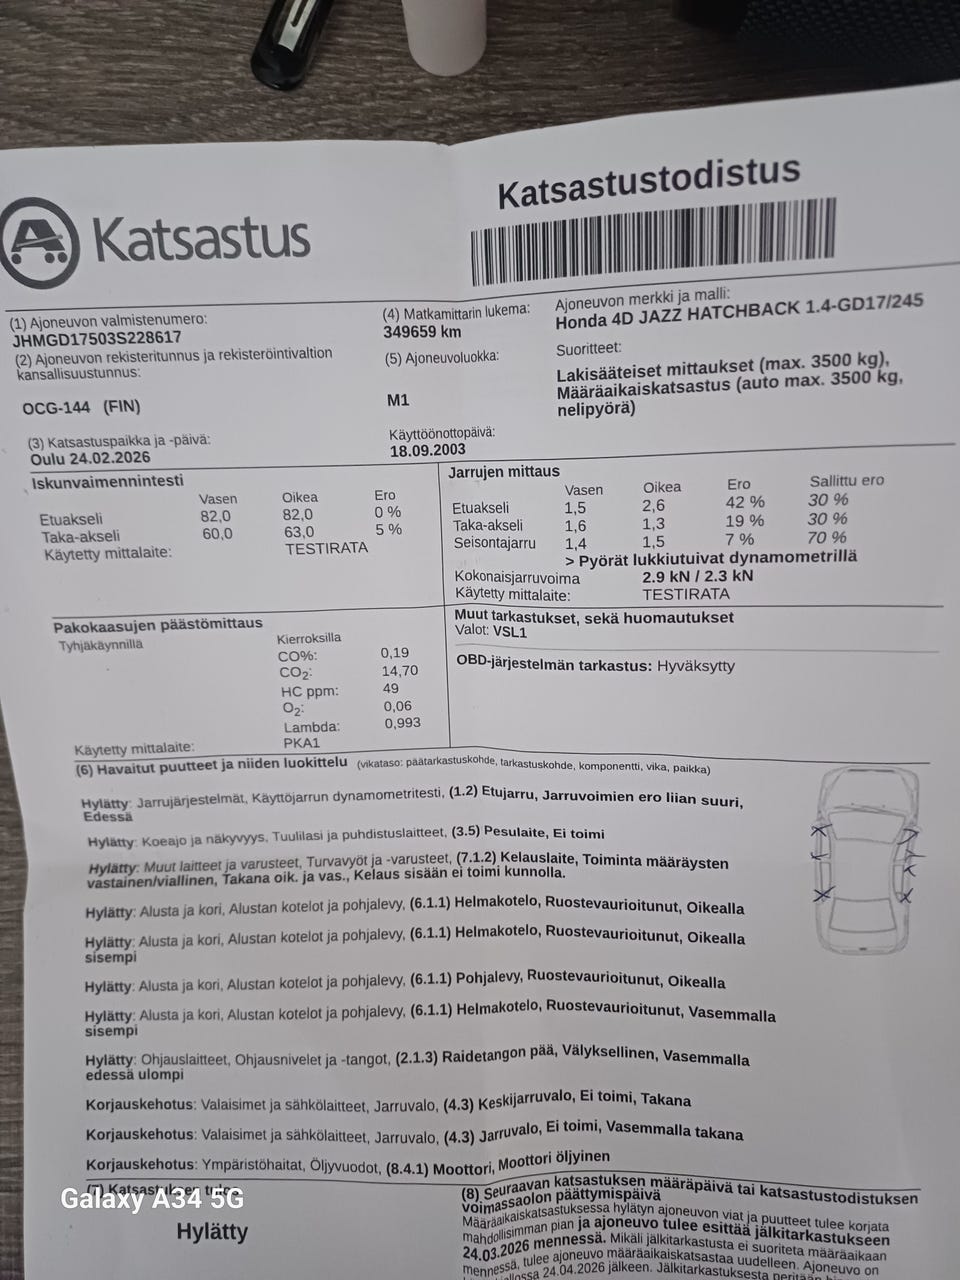 Katsastus
Katsastustodistus
(1) Ajoneuvon valmistenumero:
JHMGD17503S228617
(2) Ajoneuvon rekisteritunnus ja rekisteröintivaltion
kansallisuustunnus:
OCG-144 (FIN)
(3) Katsastuspaikka ja -päivä:
Oulu 24.02.2026
(4) Matkamittarin lukema:
349659 km
(5) Ajoneuvoluokka:
M1
Käyttöönottopäivä:
18.09.2003
Ajoneuvon merkki ja malli:
Honda 4D JAZZ HATCHBACK 1.4-GD17/245
Suoritteet:
Lakisääteiset mittaukset (max. 3500 kg),
Määräaikaiskatsastus (auto max. 3500 kg,
nelipyörä)
Iskunvaimennintesti
Vasen Oikea Ero
Etuakseli 82,0 82,0 0 %
Taka-akseli 60,0 63,0 5 %
Käytetty mittalaite: TESTIRATA
Jarrujen mittaus
Vasen Oikea Ero Sallittu ero
Etuakseli 1,5 2,6 42 % 30 %
Taka-akseli 1,6 1,3 19 % 30 %
Seisontajarru 1,4 1,5 7 % 70 %
> Pyörät lukkiutuivat dynamometrillä
Kokonaisjarruvoima 2.9 kN / 2.3 kN
Käytetty mittalaite: TESTIRATA
Pakokaasujen päästömittaus
Tyhjäkäynnillä Kierroksilla
CO%: 0,19
CO2: 14,70
HC ppm: 49
O2: 0,06
Lambda: 0,993
Käytetty mittalaite: PKA1
Muut tarkastukset, sekä huomautukset
Valot: VSL1
OBD-järjestelmän tarkastus: Hyväksytty
(6) Havaitut puutteet ja niiden luokittelu (vikataso: päätarkastuskohde, tarkastuskohde, komponentti, vika, paikka)
Hylätty: Jarrujärjestelmät, Käyttöjarrun dynamometritesti, (1.2) Etujarru, Jarruvoimien ero liian suuri,
Edessä
Hylätty: Koeajo ja näkyvyys, Tuulilasi ja puhdistuslaitteet, (3.5) Pesulaite, Ei toimi
Hylätty: Muut laitteet ja varusteet, Turvavyöt ja -varusteet, (7.1.2) Kelauslaite, Toiminta määräysten
vastainen/viallinen, Takana oik. ja vas., Kelaus sisään ei toimi kunnolla.
Hylätty: Alusta ja kori, Alustan kotelot ja pohjalevy, (6.1.1) Helmakotelo, Ruostevaurioitunut, Oikealla
Hylätty: Alusta ja kori, Alustan kotelot ja pohjalevy, (6.1.1) Helmakotelo, Ruostevaurioitunut, Oikealla
sisempi
Hylätty: Alusta ja kori, Alustan kotelot ja pohjalevy, (6.1.1) Pohjalevy, Ruostevaurioitunut, Oikealla
Hylätty: Alusta ja kori, Alustan kotelot ja pohjalevy, (6.1.1) Helmakotelo, Ruostevaurioitunut, Vasemmalla
sisempi
Hylätty: Ohjauslaitteet, Ohjausnivelet ja -tangot, (2.1.3) Raidetangon pää, Välyksellinen, Vasemmalla
edessä ulompi
Korjauskehotus: Valaisimet ja sähkölaitteet, Jarruvalo, (4.3) Keskijarruvalo, Ei toimi, Takana
Korjauskehotus: Valaisimet ja sähkölaitteet, Jarruvalo, (4.3) Jarruvalo, Ei toimi, Vasemmalla takana
Korjauskehotus: Ympäristöhaitat, Öljyvuodot, (8.4.1) Moottori, Moottori öljyinen
(7) Katsastuksen tulos
Galaxy A34 5G
Hylätty
(8) Seuraavan katsastuksen määräpäivä tai katsastustodistuksen
voimassaolon päättymispäivä
Määräaikaiskatsastuksessa hylätyn ajoneuvon viat ja puutteet tulee korjata
mahdollisimman pian ja ajoneuvo tulee esittää jälkitarkastukseen
24.03.2026 mennessä. Mikäli jälkitarkastusta ei suoriteta määräaikaan
mennessä, tulee ajoneuvo määräaikaiskatsastaa uudelleen. Ajoneuvo on
24.04.2026 jälkeen. Jälkitarkastuksesta peritään